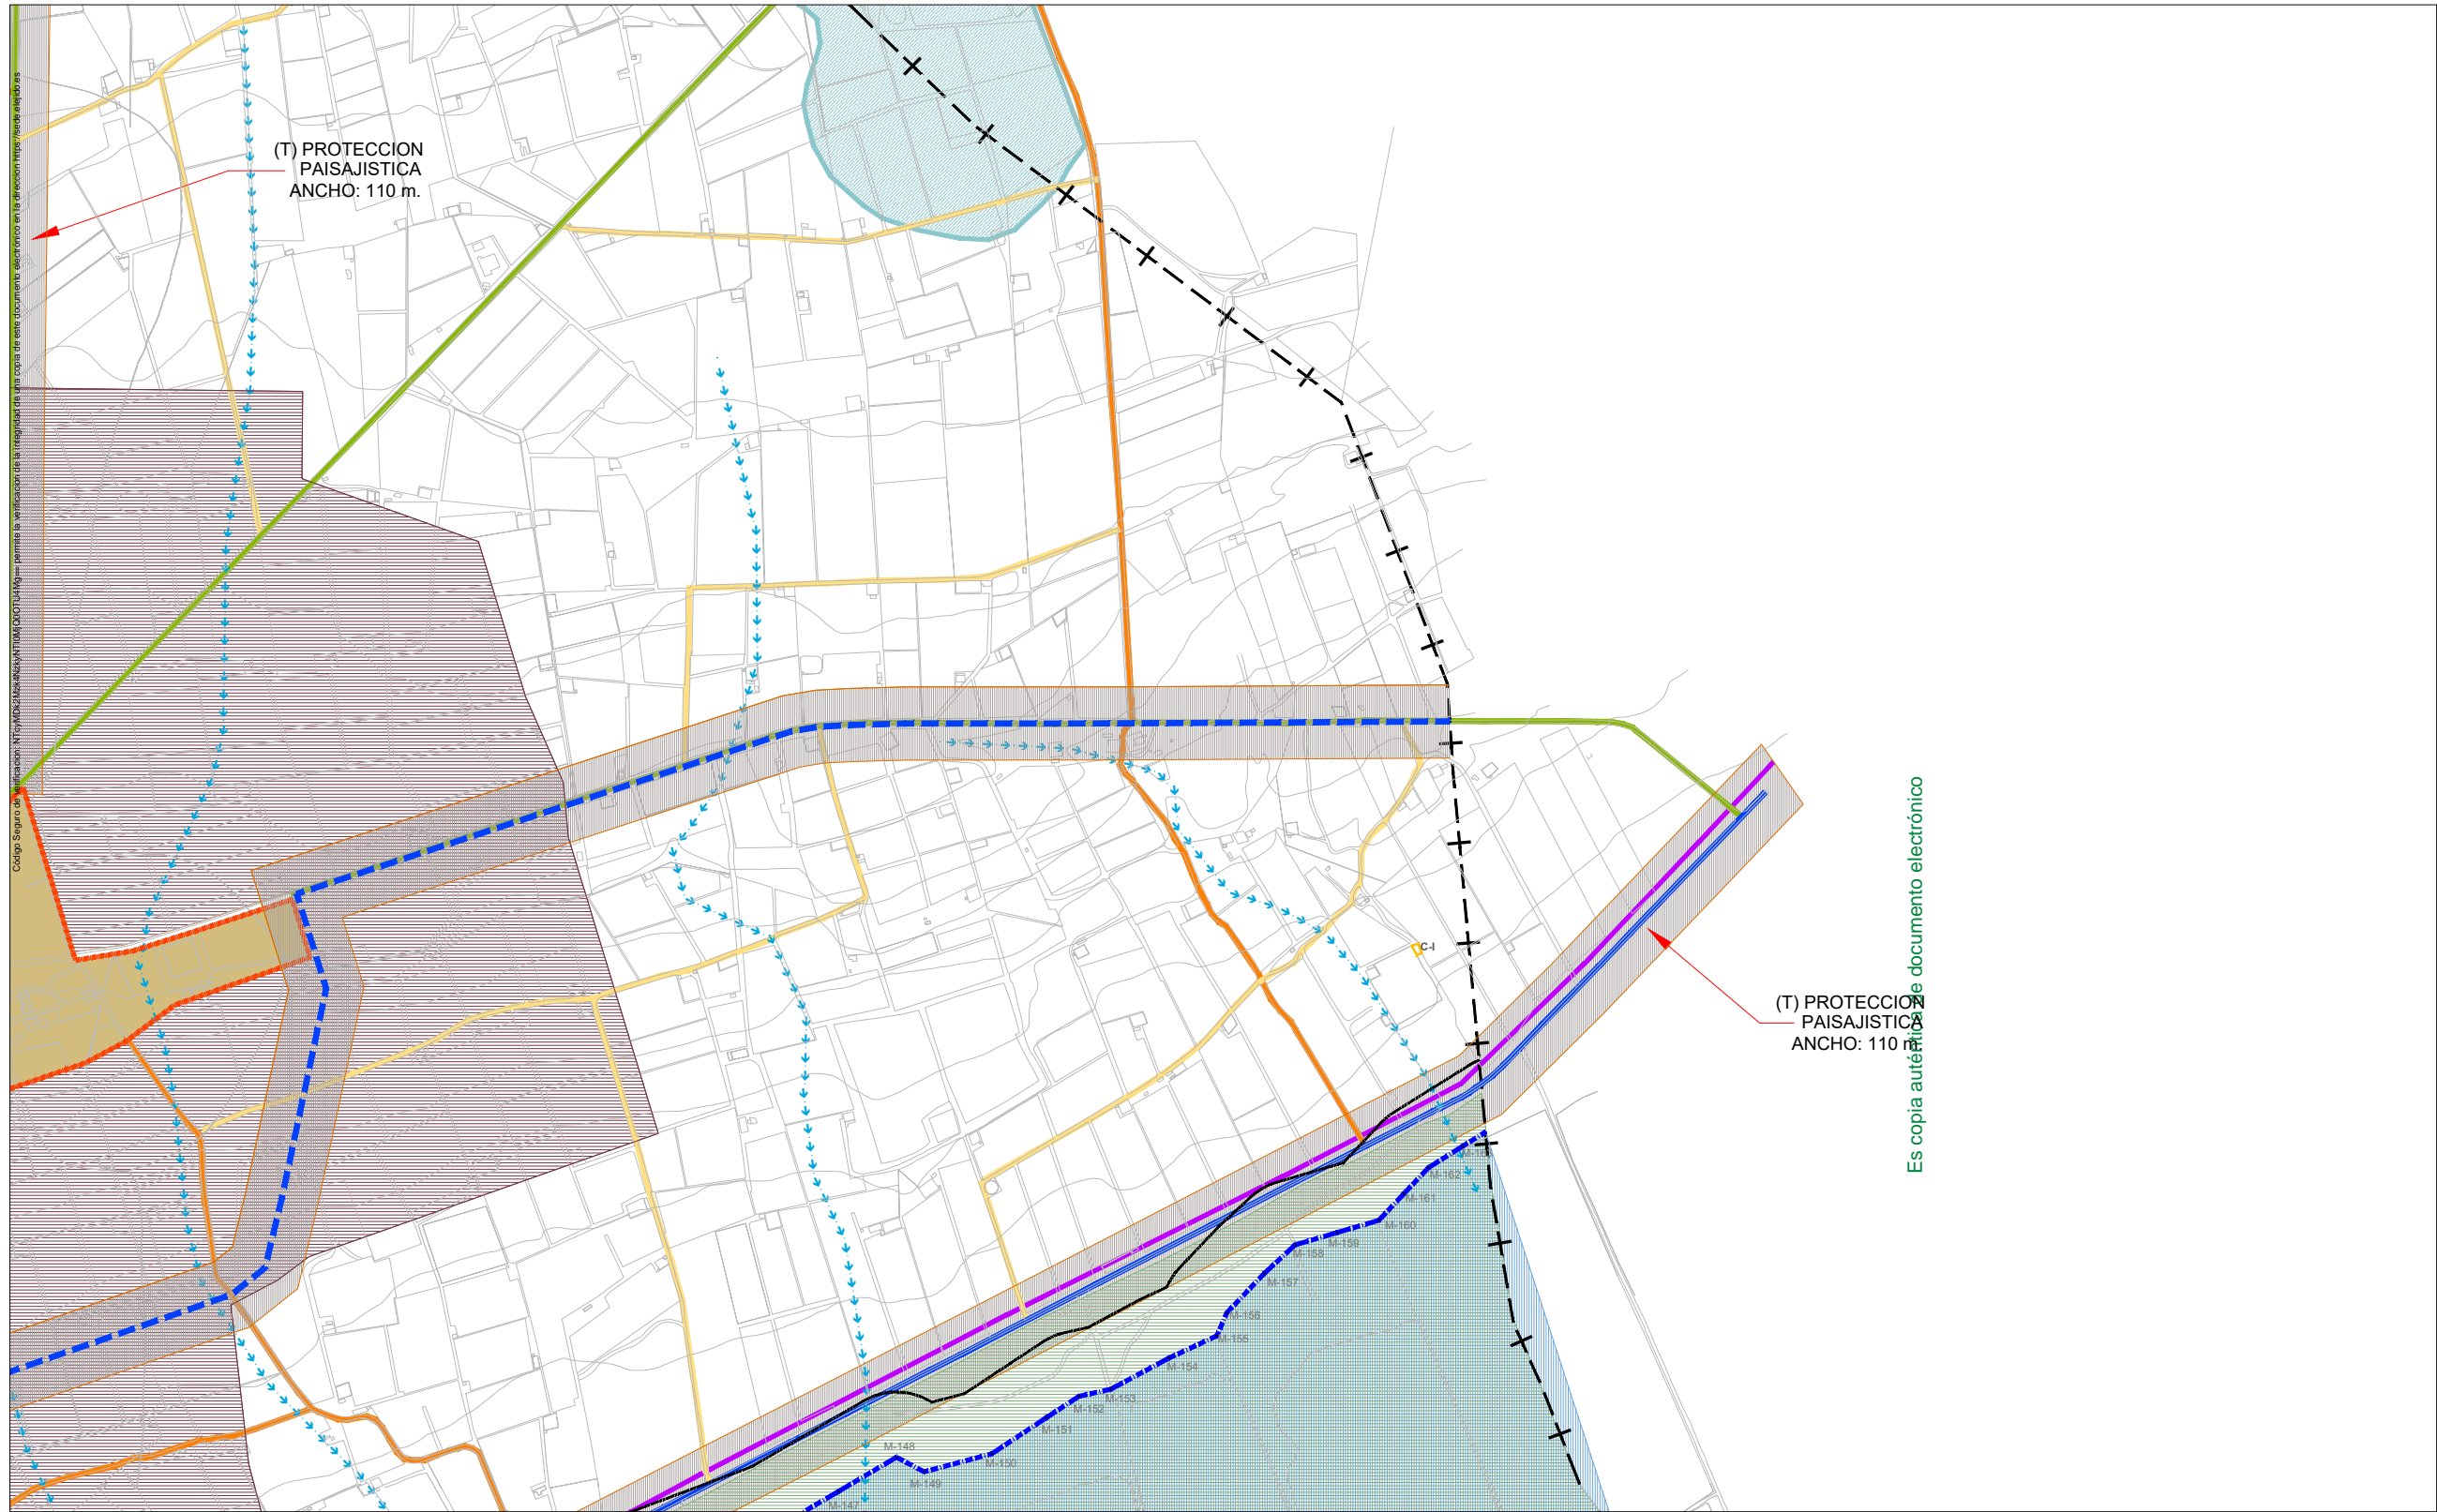 (T) PROTECCION
PAISAJISTICA
ANCHO: 110 m.
C-I
(T) PROTECCION
PAISAJISTICA
ANCHO: 110 m.
Es copia auténtica de documento electrónico
M-162
M-161
M-160
M-159
M-158
M-157
M-156
M-155
M-154
M-153
M-152
M-151
M-150
M-149
M-148
M-147